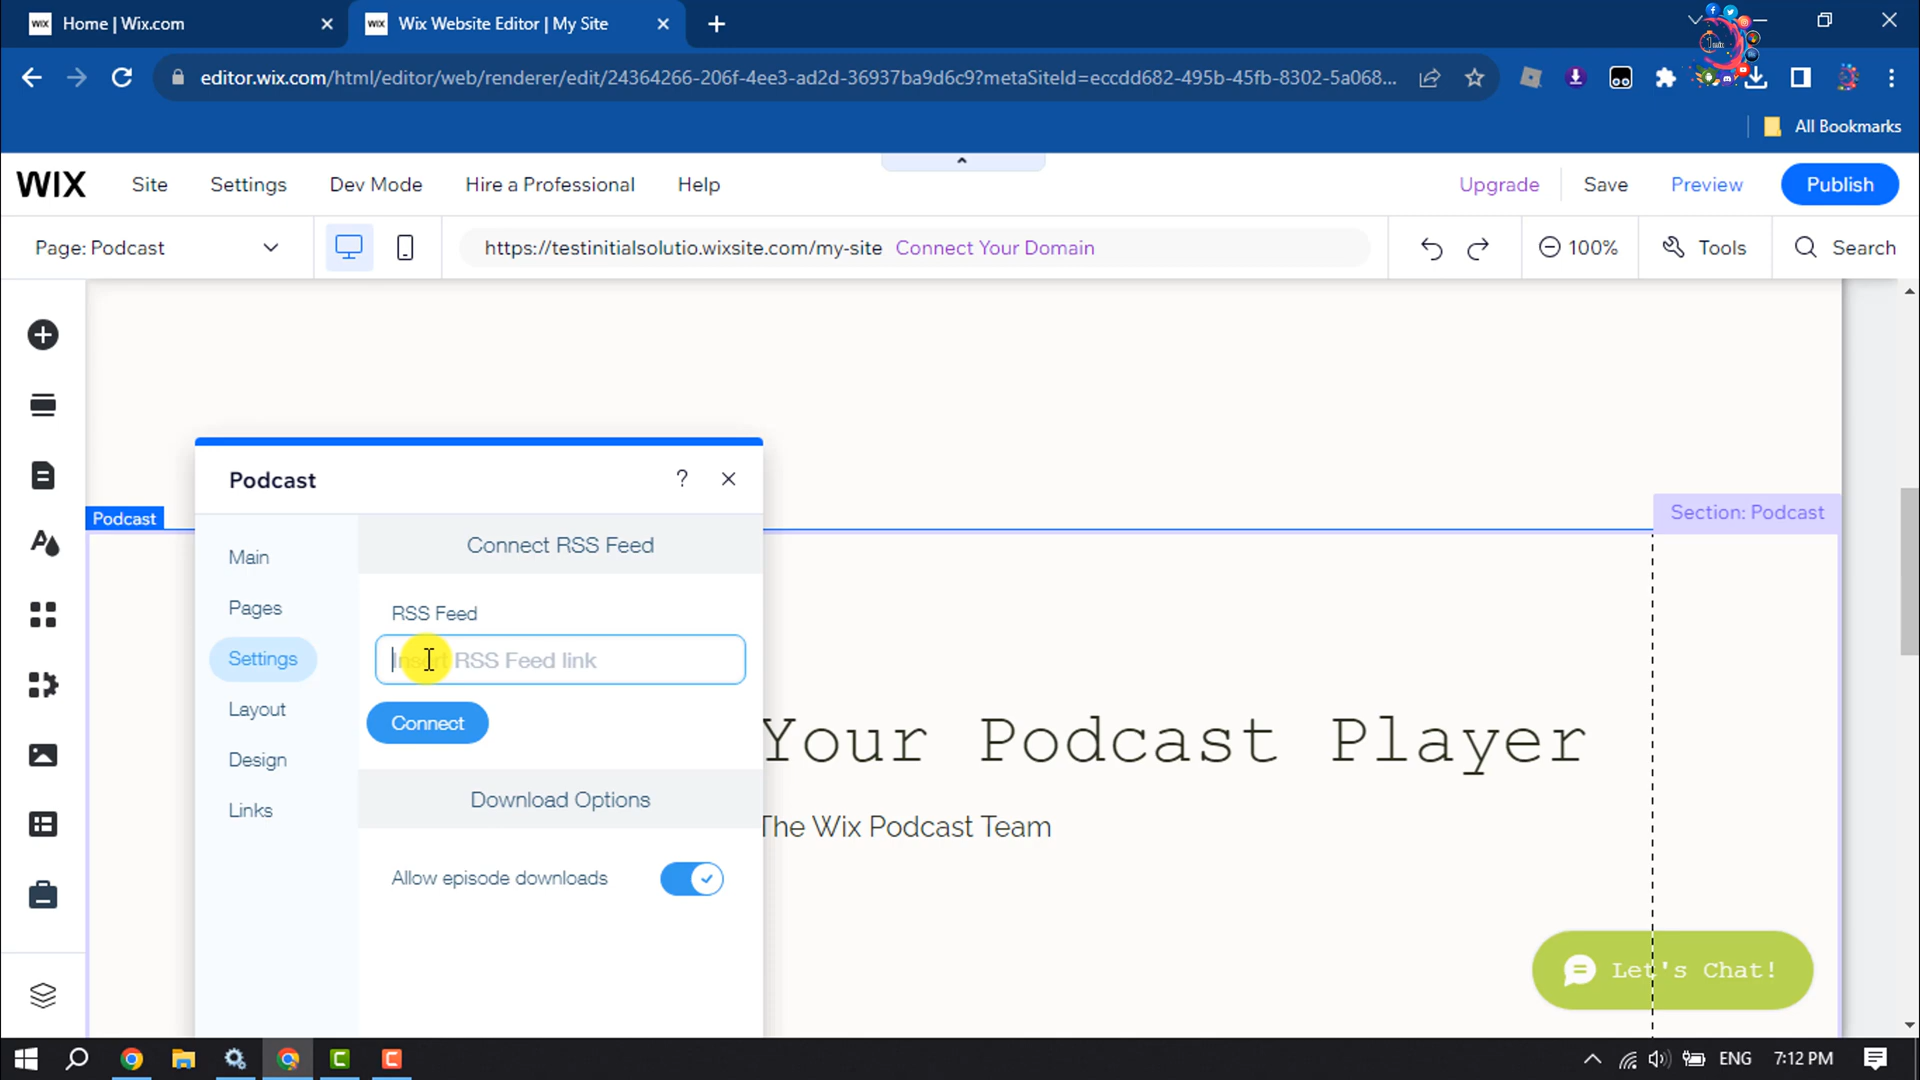 WIX Home | Wix.com
WIX Wix Website Editor | My Site
editor.wix.com/html/editor/web/renderer/edit/24364266-206f-4ee3-ad2d-36937ba9d6c9?metaSiteId=eccdd682-495b-45fb-8302-5a068...
All Bookmarks
WIX Site Settings Dev Mode Hire a Professional Help Upgrade Save Preview Publish
Page: Podcast https://testinitialsolutio.wixsite.com/my-site Connect Your Domain 100% Tools Search
Podcast ?
Podcast
Section: Podcast
Main
Pages
Settings
Layout
Design
Links
Connect RSS Feed
RSS Feed
Insert RSS Feed link
Connect
Download Options
Allow episode downloads
Your Podcast Player
The Wix Podcast Team
Let's Chat!
ENG 7:12 PM